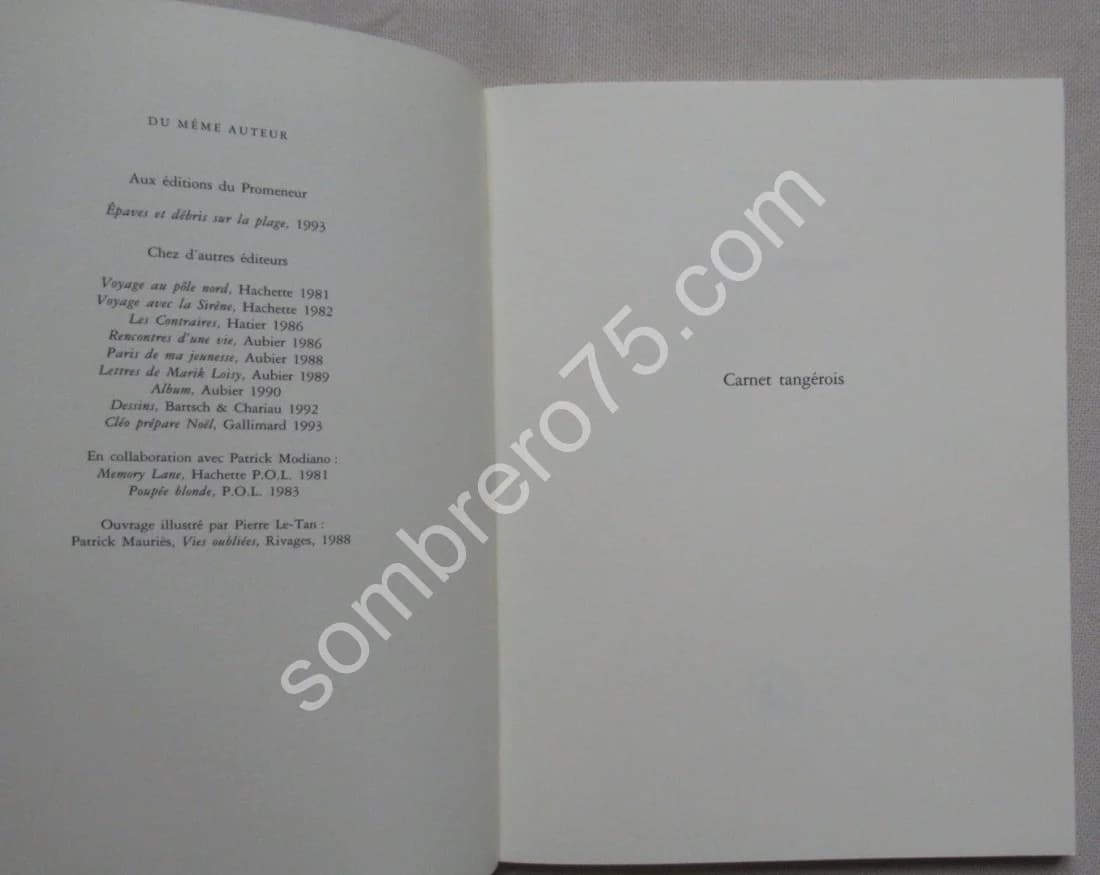 DU MÊME AUTEUR
Aux éditions du Promeneur
Épaves et débris sur la plage, 1993
Chez d'autres éditeurs
Voyage au pôle nord, Hachette 1981
Voyage avec la Sirène, Hachette 1982
Les Contraires, Hatier 1986
Rencontres d'une vie, Aubier 1986
Paris de ma jeunesse, Aubier 1988
Lettres de Marik Loisy, Aubier 1989
Album, Aubier 1990
Dessins, Bartsch & Chariau 1992
Cléo prépare Noël, Gallimard 1993
En collaboration avec Patrick Modiano :
Memory Lane, Hachette P.O.L. 1981
Poupée blonde, P.O.L. 1983
Ouvrage illustré par Pierre Le-Tan :
Patrick Mauriès, Vies oubliées, Rivages, 1988
Carnet tangérois
sombrero75.com